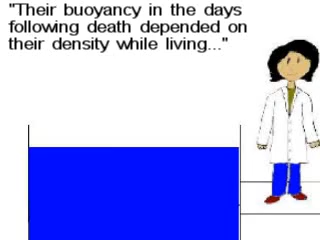 "Their buoyancy in the days
following death depended on
their density while living..."